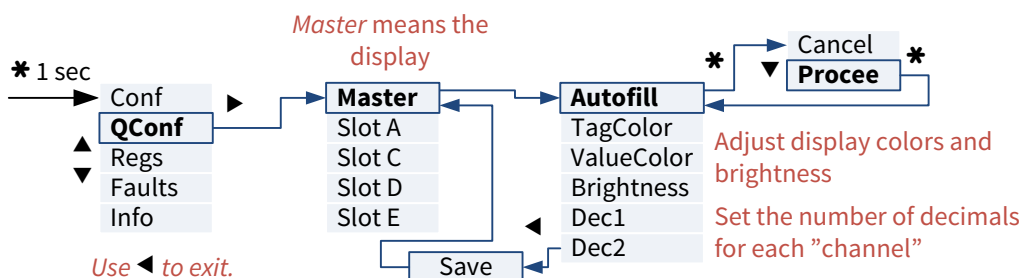 Master means the
display
✱ 1 sec
Conf
QConf
Regs
Faults
Info
Use ◀ to exit.
Master
Slot A
Slot C
Slot D
Slot E
Save
Autofill
TagColor
ValueColor
Brightness
Dec1
Dec2
✱
Cancel
Procee
✱
Adjust display colors and
brightness
Set the number of decimals
for each ”channel”